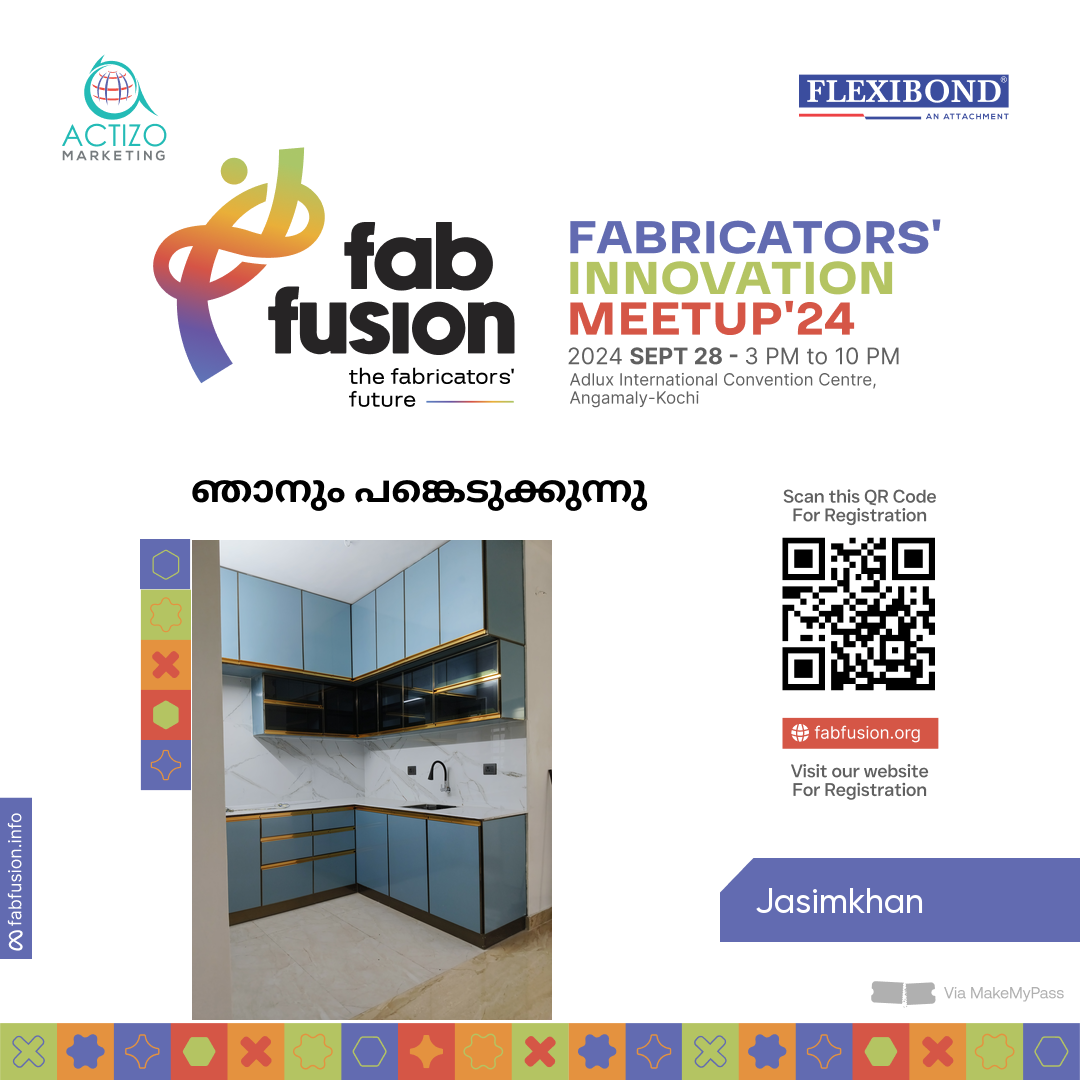 ACTIZO
MARKETING
FLEXIBOND®
AN ATTACHMENT
fab
fusion
the fabricators'
future
FABRICATORS'
INNOVATION
MEETUP'24
2024 SEPT 28 - 3 PM to 10 PM
Adlux International Convention Centre,
Angamaly-Kochi
ഞാനും പങ്കെടുക്കുന്നു
Scan this QR Code
For Registration
fabfusion.org
Visit our website
For Registration
fabfusion.info
Jasimkhan
Via MakeMyPass